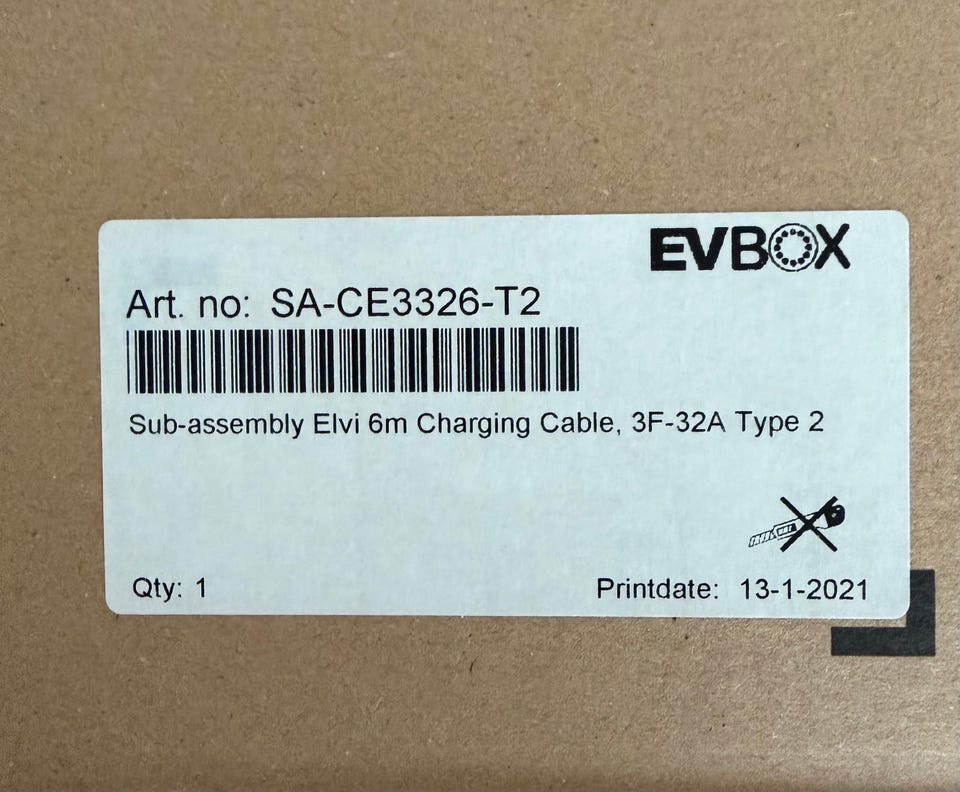 EVBOX
Art. no: SA-CE3326-T2
Sub-assembly Elvi 6m Charging Cable, 3F-32A Type 2
Qty: 1 Printdate: 13-1-2021